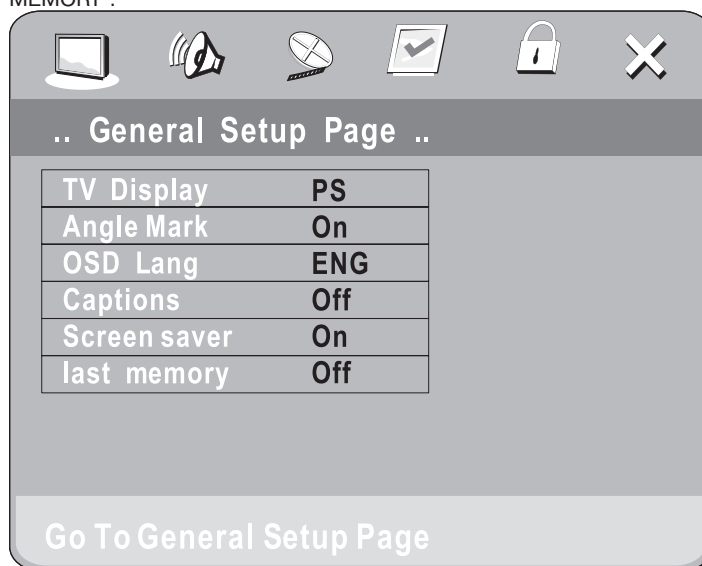 MEMORY".
.. General Setup Page ..
TV Display PS
Angle Mark On
OSD Lang ENG
Captions Off
Screen saver On
last memory Off
Go To General Setup Page